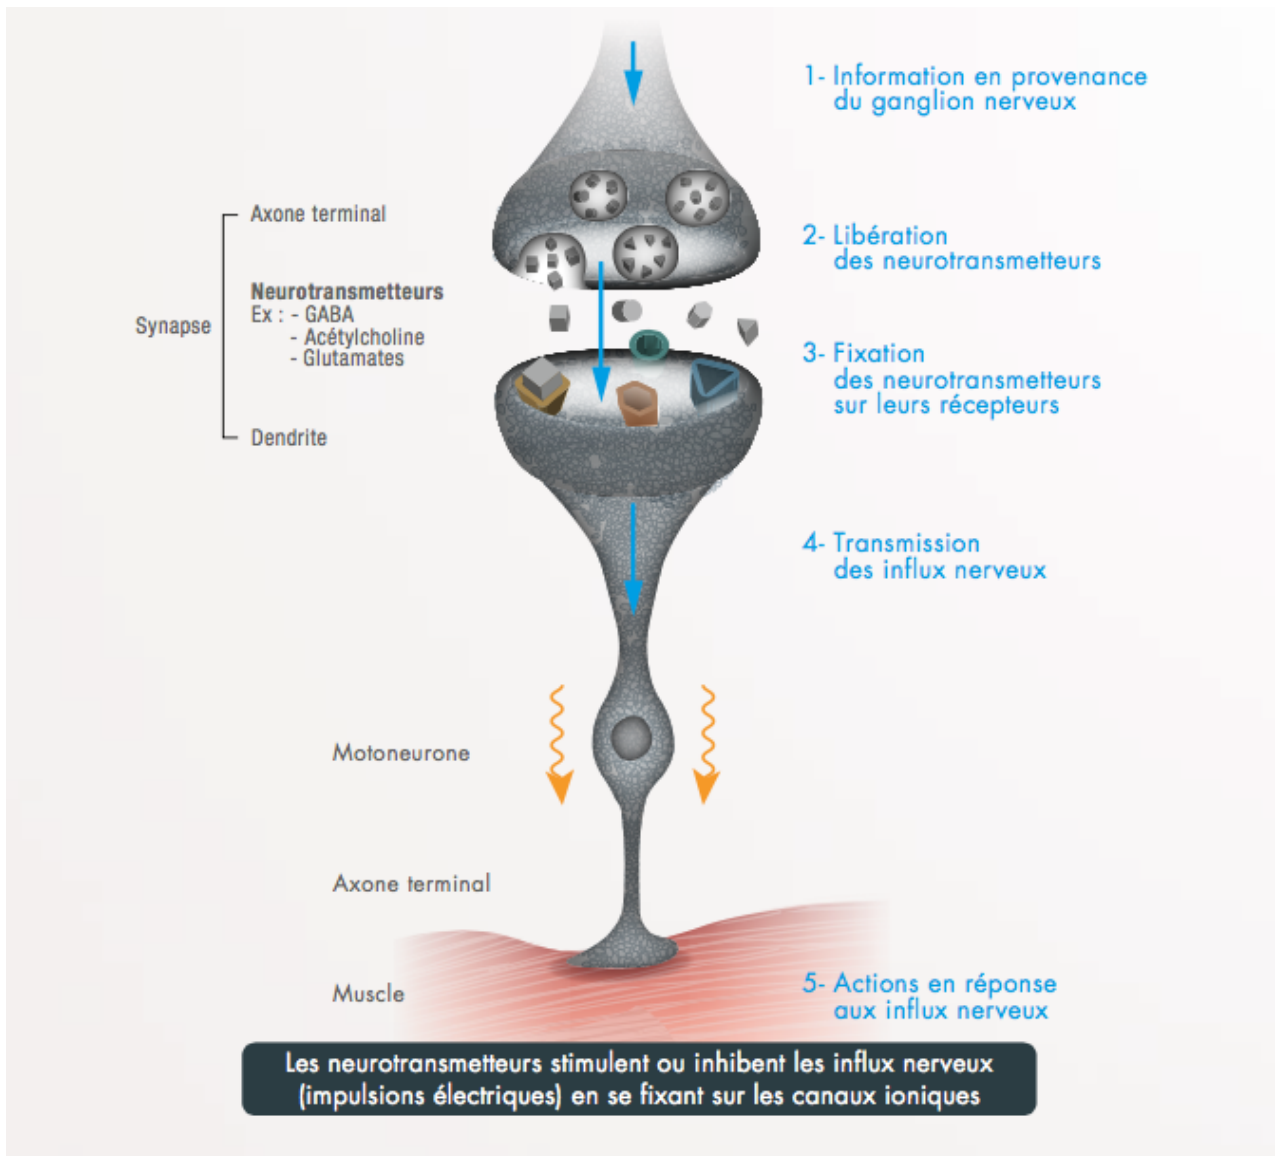 1- Information en provenance
du ganglion nerveux
Axone terminal
2- Libération
des neurotransmetteurs
Neurotransmetteurs
Ex : - GABA
- Acétylcholine
- Glutamates
Synapse
3- Fixation
des neurotransmetteurs
sur leurs récepteurs
Dendrite
4- Transmission
des influx nerveux
Motoneurone
Axone terminal
Muscle
5- Actions en réponse
aux influx nerveux
Les neurotransmetteurs stimulent ou inhibent les influx nerveux
(impulsions électriques) en se fixant sur les canaux ioniques